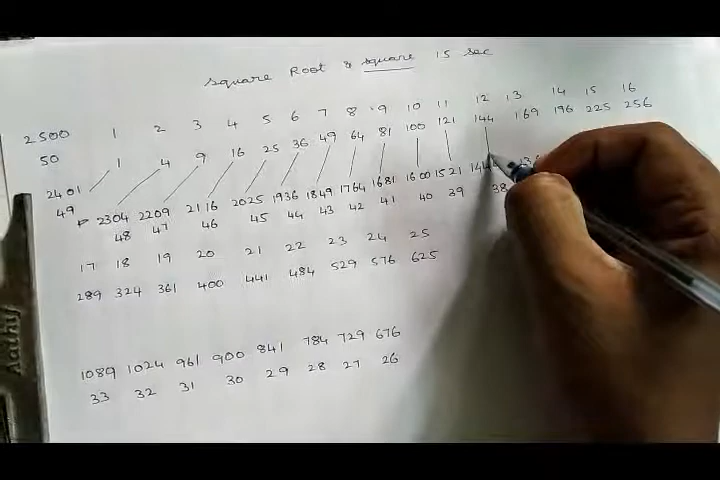 Square Root & Square 15 sec
2500 1 2 3 4 5 6 7 8 9 10 11 12 13 14 15 16
50 1 4 9 16 25 36 49 64 81 100 121 144 169 196 225 256
2401 2304 2209 2116 2025 1936 1849 1764 1681 1600 1521
49 48 47 46 45 44 43 42 41 40 39 38
17 18 19 20 21 22 23 24 25
289 324 361 400 441 484 529 576 625
1089 1024 961 900 841 784 729 676
33 32 31 30 29 28 27 26
Aathy